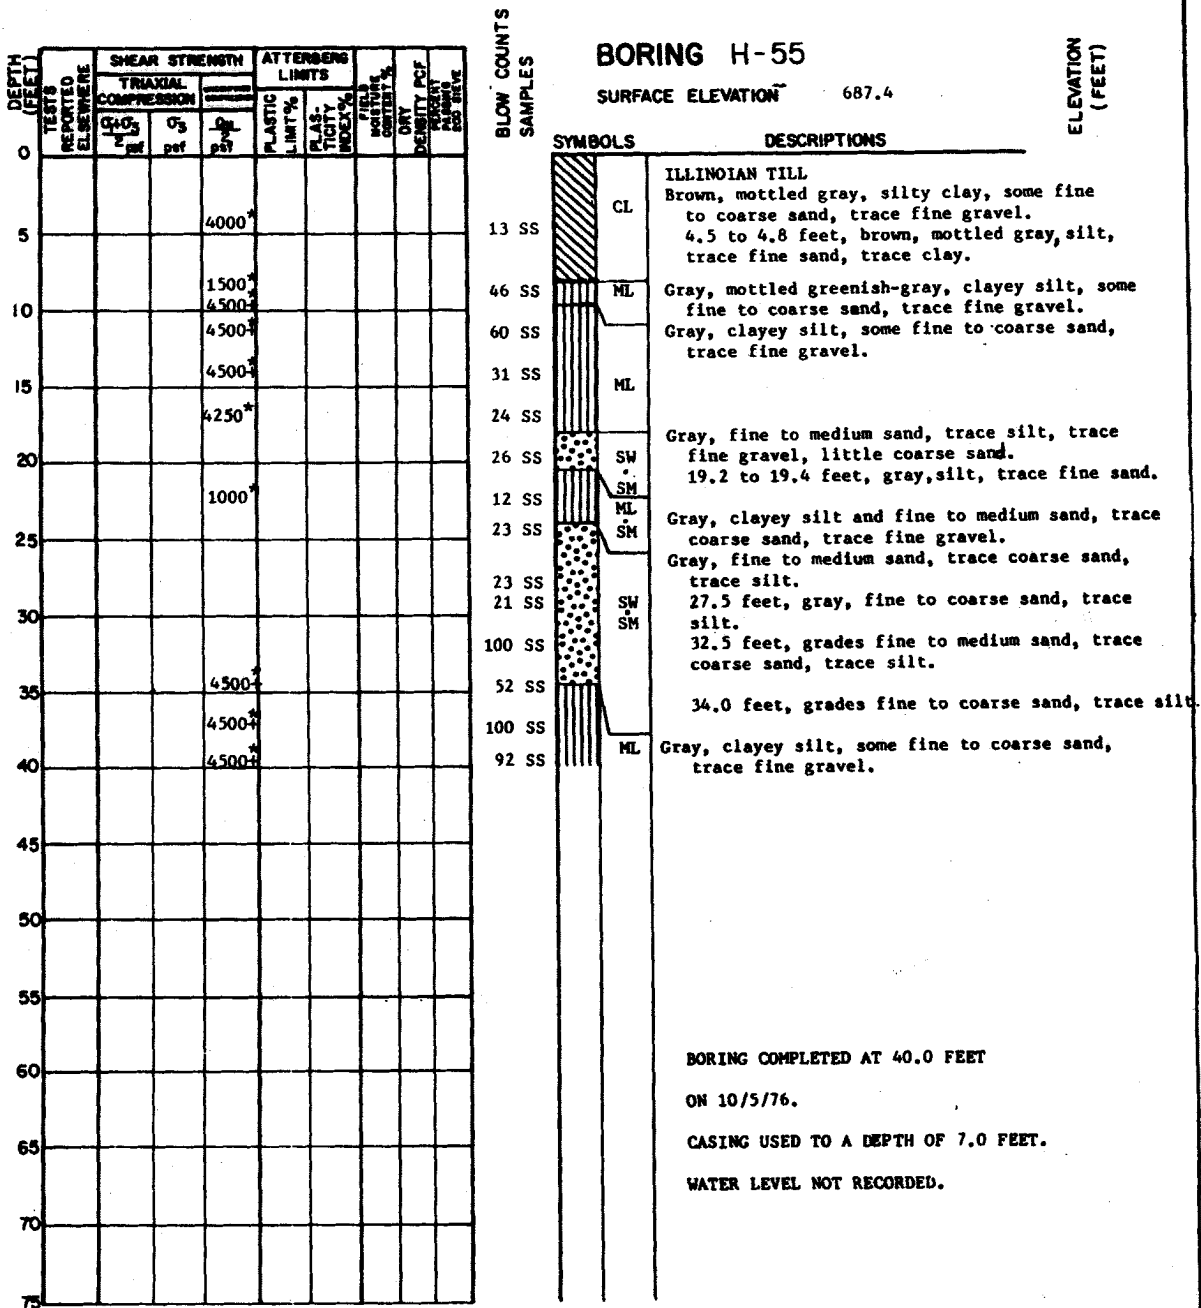 BORING H-55
SURFACE ELEVATION 687.4
ELEVATION
(FEET)
DEPTH
(FEET)
TESTS
REPORTED
ELSEWHERE
SHEAR STRENGTH
TRIAXIAL
COMPRESSION
psf
psf
psf
ATTERBERG
LIMITS
PLASTIC
LIMIT %
PLAS-
TICITY
INDEX %
FIELD
MOISTURE
CONTENT %
DRY
DENSITY PCF
PERCENT
PASSING
200 SIEVE
BLOW COUNTS
SAMPLES
SYMBOLS
DESCRIPTIONS
0
ILLINOIAN TILL
CL
Brown, mottled gray, silty clay, some fine
to coarse sand, trace fine gravel.
4000*
5
13 SS
4.5 to 4.8 feet, brown, mottled gray, silt,
trace fine sand, trace clay.
1500*
46 SS
ML
Gray, mottled greenish-gray, clayey silt, some
fine to coarse sand, trace fine gravel.
4500+*
10
4500+*
60 SS
Gray, clayey silt, some fine to coarse sand,
trace fine gravel.
4500+*
15
31 SS
ML
4250*
24 SS
Gray, fine to medium sand, trace silt, trace
fine gravel, little coarse sand.
20
26 SS
SW
SM
19.2 to 19.4 feet, gray, silt, trace fine sand.
1000*
12 SS
ML
SM
Gray, clayey silt and fine to medium sand, trace
coarse sand, trace fine gravel.
23 SS
25
Gray, fine to medium sand, trace coarse sand,
trace silt.
23 SS
21 SS
SW
SM
27.5 feet, gray, fine to coarse sand, trace
silt.
30
100 SS
32.5 feet, grades fine to medium sand, trace
coarse sand, trace silt.
4500+*
35
52 SS
34.0 feet, grades fine to coarse sand, trace silt.
4500+*
100 SS
ML
Gray, clayey silt, some fine to coarse sand,
trace fine gravel.
4500+*
40
92 SS
45
50
55
60
BORING COMPLETED AT 40.0 FEET
ON 10/5/76.
65
CASING USED TO A DEPTH OF 7.0 FEET.
WATER LEVEL NOT RECORDED.
70
75